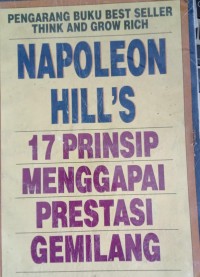 PENGARANG BUKU BEST SELLER
THINK AND GROW RICH
NAPOLEON
HILL'S
17 PRINSIP
MENGGAPAI
PRESTASI
GEMILANG